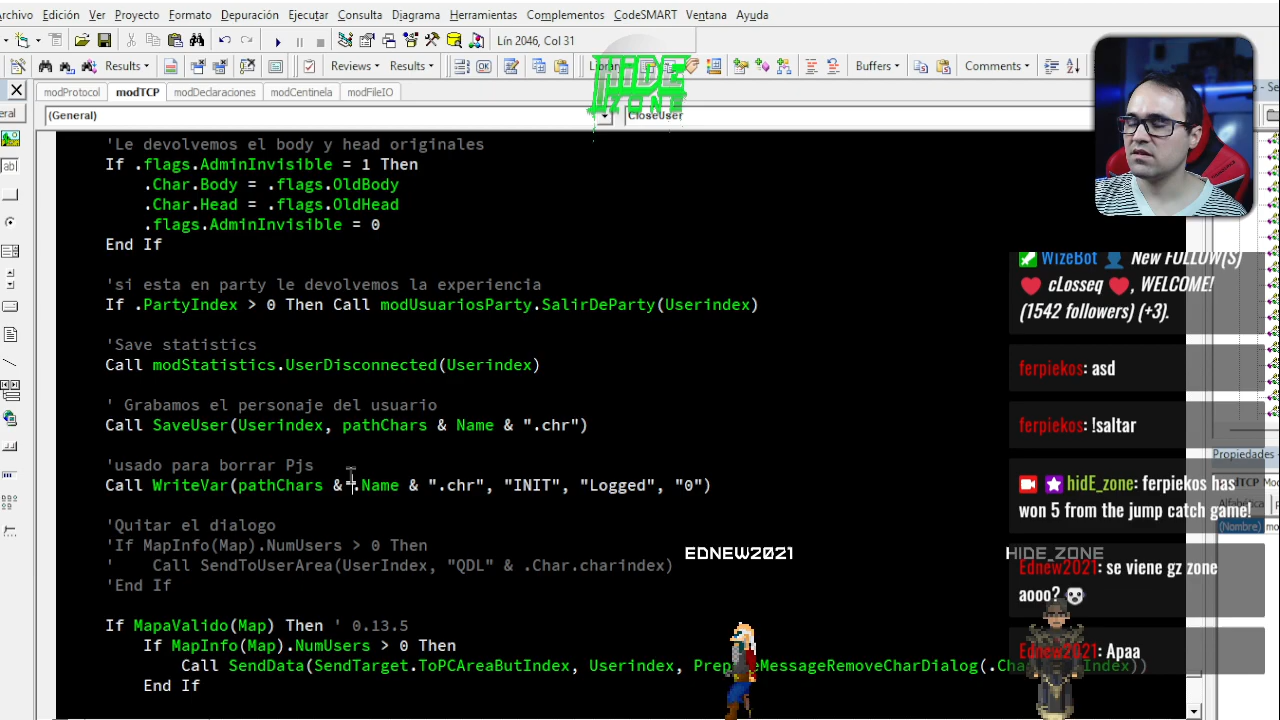 Archivo Edición Ver Proyecto Formato Depuración Ejecutar Consulta Diagrama Herramientas Complementos CodeSMART Ventana Ayuda
Lín 2046, Col 31
Results Reviews Results Buffers Comments
modProtocol modTCP modDeclaraciones modCentinela modFileIO
(General) CloseUser
HiDE
ZONE
'Le devolvemos el body y head originales
If .flags.AdminInvisible = 1 Then
.Char.Body = .flags.OldBody
.Char.Head = .flags.OldHead
.flags.AdminInvisible = 0
End If
'si esta en party le devolvemos la experiencia
If .PartyIndex > 0 Then Call modUsuariosParty.SalirDeParty(Userindex)
'Save statistics
Call modStatistics.UserDisconnected(Userindex)
' Grabamos el personaje del usuario
Call SaveUser(Userindex, pathChars & Name & ".chr")
'usado para borrar Pjs
Call WriteVar(pathChars & .Name & ".chr", "INIT", "Logged", "0")
'Quitar el dialogo
'If MapInfo(Map).NumUsers > 0 Then
' Call SendToUserArea(UserIndex, "QDL" & .Char.charindex)
'End If
If MapaValido(Map) Then ' 0.13.5
If MapInfo(Map).NumUsers > 0 Then
Call SendData(SendTarget.ToPCAreaButIndex, Userindex,
End If
EDNEW2021
HIDE_ZONE
WizeBot New FOLLOW(S)
cLosseq , WELCOME!
(1542 followers) (+3).
ferpiekos: asd
ferpiekos: !saltar
hidE_zone: ferpiekos has
won 5 from the jump catch game!
Ednew2021: se viene gz zone
aooo?
Ednew2021: Apaa
Propiedades
(Nombre)